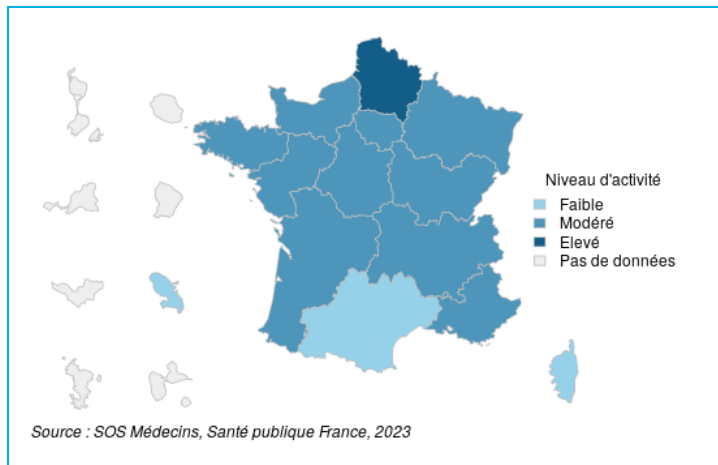 Niveau d'activité
Faible
Modéré
Elevé
Pas de données
Source : SOS Médecins, Santé publique France, 2023